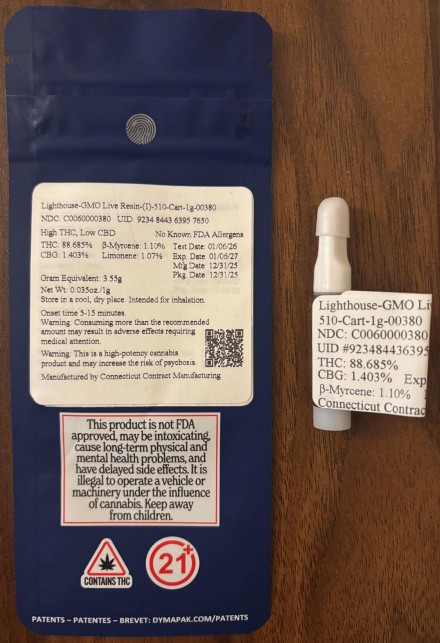 Lighthouse-GMO Live Resin-(I)-510-Cart-1g-00380
NDC: C0060000380 UID: 9234 8443 6395 7650
High THC, Low CBD No Known FDA Allergens
THC: 88.685% β-Myrcene: 1.10% Test Date: 01/06/26
CBG: 1.403% Limonene: 1.07% Exp. Date: 01/06/27
Mfg Date: 12/31/25
Pkg. Date: 12/31/25
Gram Equivalent: 3.55g
Net Wt: 0.035oz./1g
Store in a cool, dry place. Intended for inhalation.
Onset time 5-15 minutes.
Warning: Consuming more than the recommended
amount may result in adverse effects requiring
medical attention.
Warning: This is a high-potency cannabis
product and may increase the risk of psychosis.
Manufactured by Connecticut Contract Manufacturing
This product is not FDA
approved, may be intoxicating,
cause long-term physical and
mental health problems, and
have delayed side effects. It is
illegal to operate a vehicle or
machinery under the influence
of cannabis. Keep away
from children.
CONTAINS THC
21+
PATENTS – PATENTES – BREVET: DYMAPAK.COM/PATENTS
Lighthouse-GMO Li
510-Cart-1g-00380
NDC: C0060000380
UID #923484436395
THC: 88.685%
CBG: 1.403% Exp
β-Myrcene: 1.10%
Connecticut Contrac